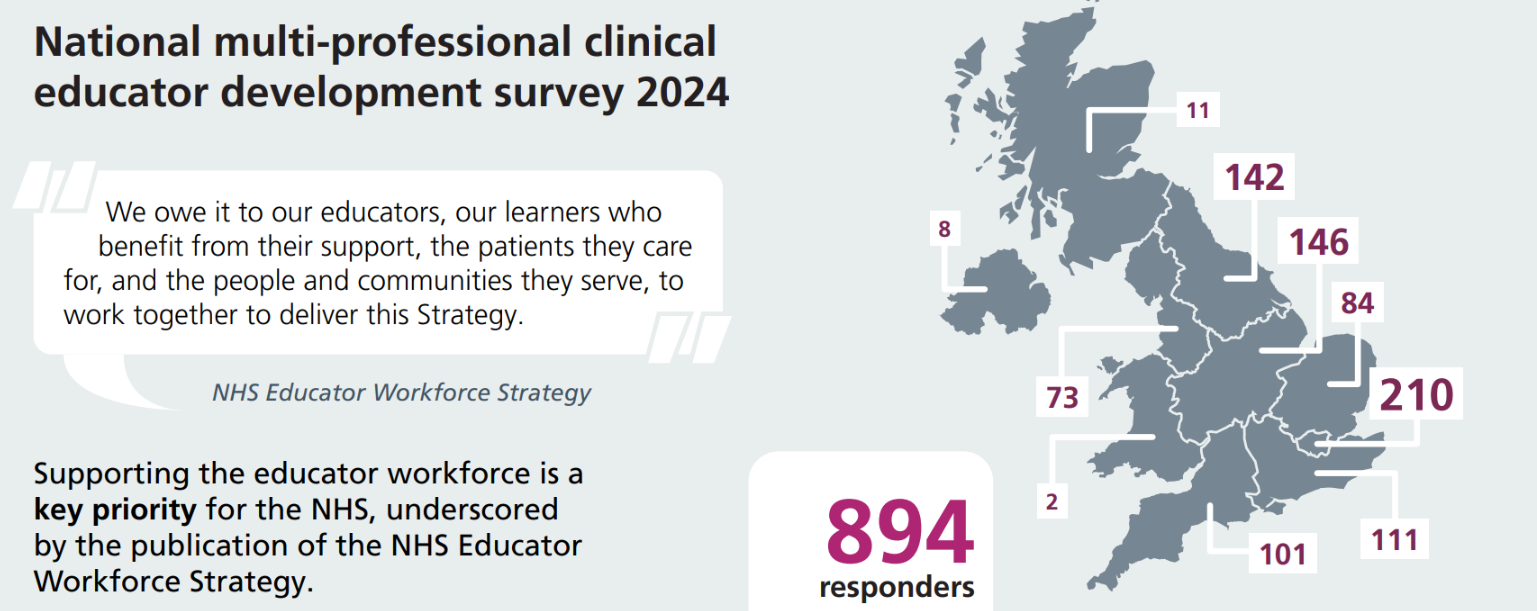 National multi-professional clinical
educator development survey 2024
We owe it to our educators, our learners who
benefit from their support, the patients they care
for, and the people and communities they serve, to
work together to deliver this Strategy.
NHS Educator Workforce Strategy
Supporting the educator workforce is a
key priority for the NHS, underscored
by the publication of the NHS Educator
Workforce Strategy.
894
responders
11
142
8
146
84
73
210
2
111
101